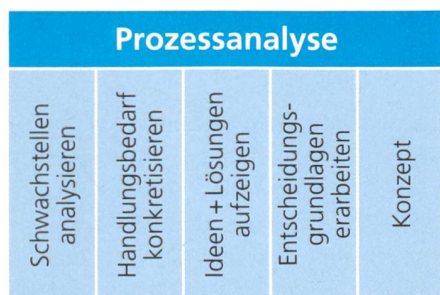 Prozessanalyse
Schwachstellen
analysieren
Handlungsbedarf
konkretisieren
Ideen + Lösungen
aufzeigen
Entscheidungs-
grundlagen
erarbeiten
Konzept